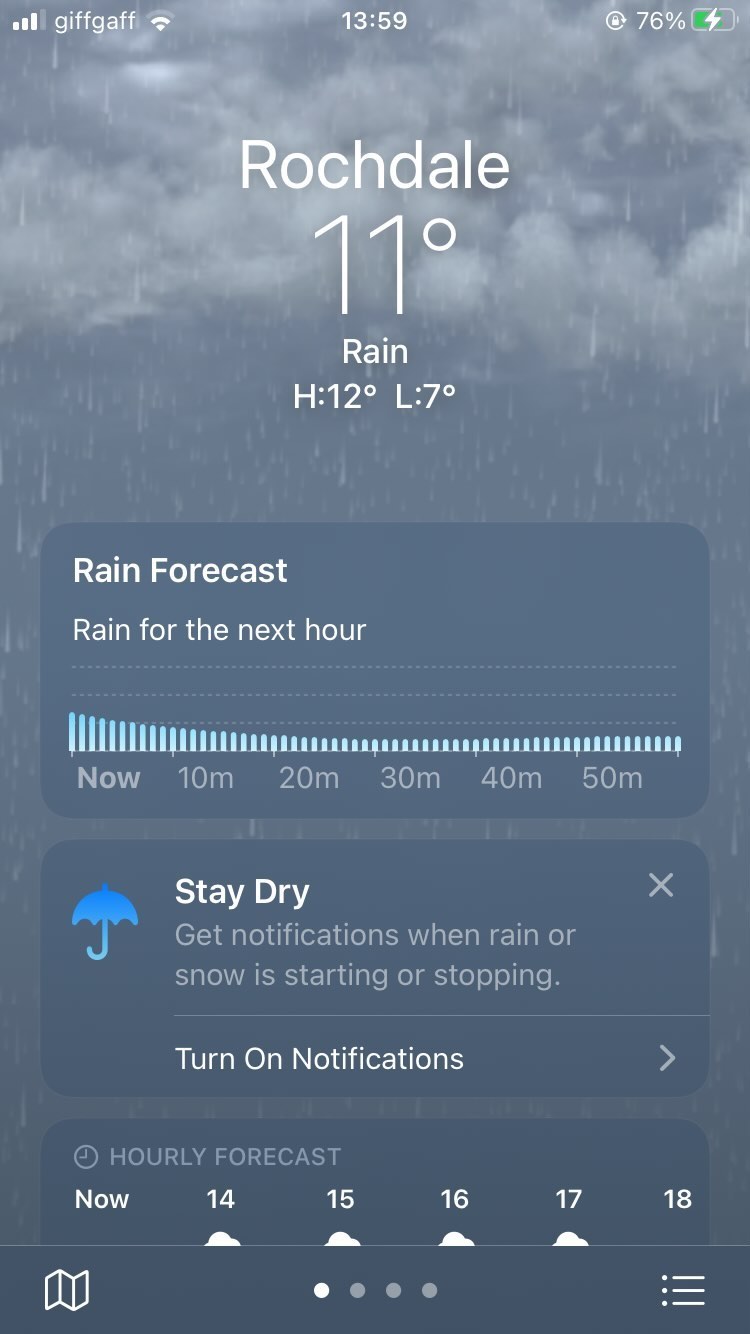 giffgaff 13:59 76%
Rochdale
11°
Rain
H:12° L:7°
Rain Forecast
Rain for the next hour
Now 10m 20m 30m 40m 50m
Stay Dry
Get notifications when rain or
snow is starting or stopping.
Turn On Notifications
HOURLY FORECAST
Now 14 15 16 17 18